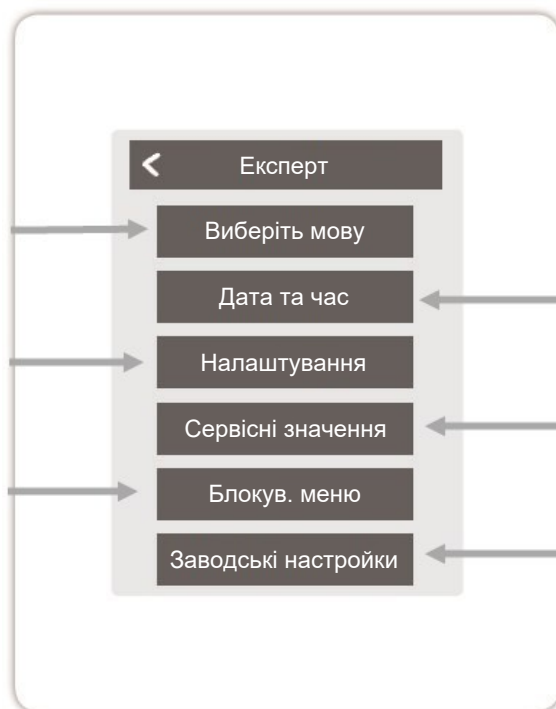 Експерт
Виберіть мову
Дата та час
Налаштування
Сервісні значення
Блокув. меню
Заводські настройки